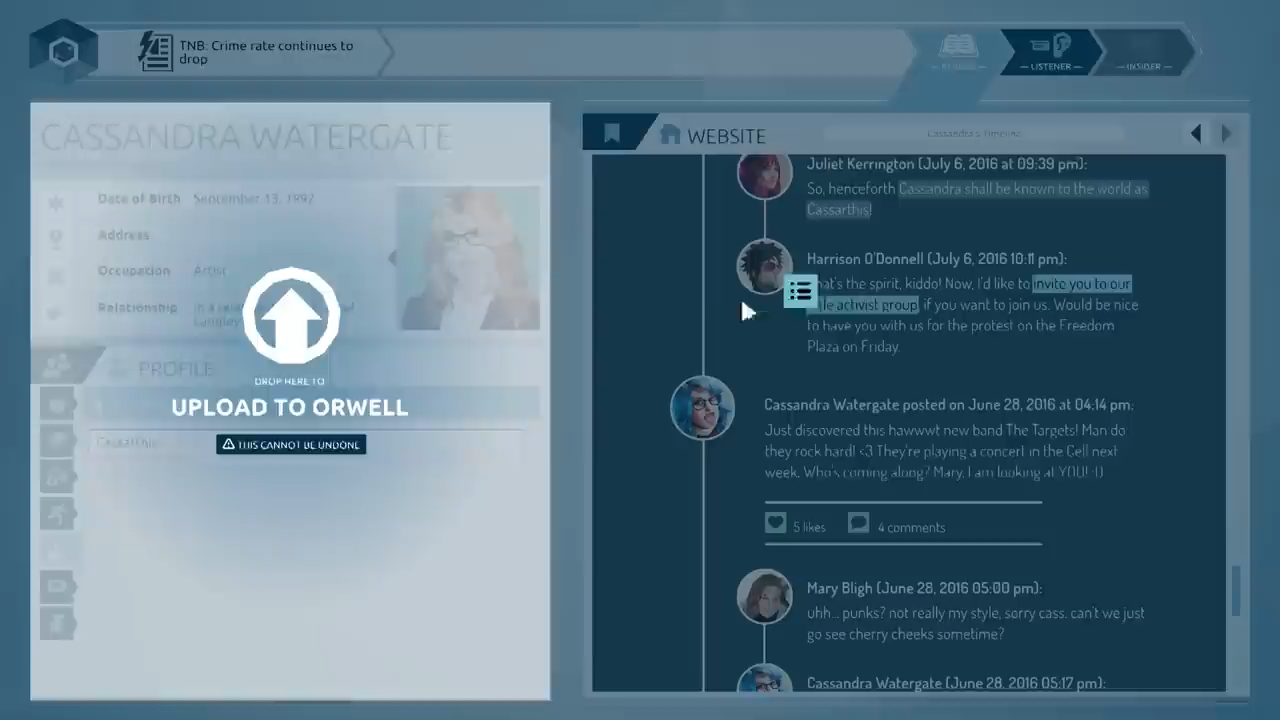 TNB: Crime rate continues to
drop
— LISTENER —
— INSIDER —
CASSANDRA WATERGATE
Date of Birth September 13, 1992
Address
Occupation Artist
Relationship In a
Langley
PROFILE
Cassarthis
DROP HERE TO
UPLOAD TO ORWELL
THIS CANNOT BE UNDONE
WEBSITE
Cassandra's Timeline
Juliet Kerrington (July 6, 2016 at 09:39 pm):
So, henceforth Cassandra shall be known to the world as
Cassarthis!
Harrison O'Donnell (July 6, 2016 10:11 pm):
hat's the spirit, kiddo! Now, I'd like to invite you to our
le activist group, if you want to join us. Would be nice
to have you with us for the protest on the Freedom
Plaza on Friday.
Cassandra Watergate posted on June 28, 2016 at 04:14 pm:
Just discovered this hawwwt new band The Targets! Man do
they rock hard! <3 They're playing a concert in the Cell next
week. Who's coming along? Mary, I am looking at YOU! :)
5 likes 4 comments
Mary Bligh (June 28, 2016 05:00 pm):
uhh... punks? not really my style, sorry cass. can't we just
go see cherry cheeks sometime?
Cassandra Watergate (June 28, 2016 05:17 pm):